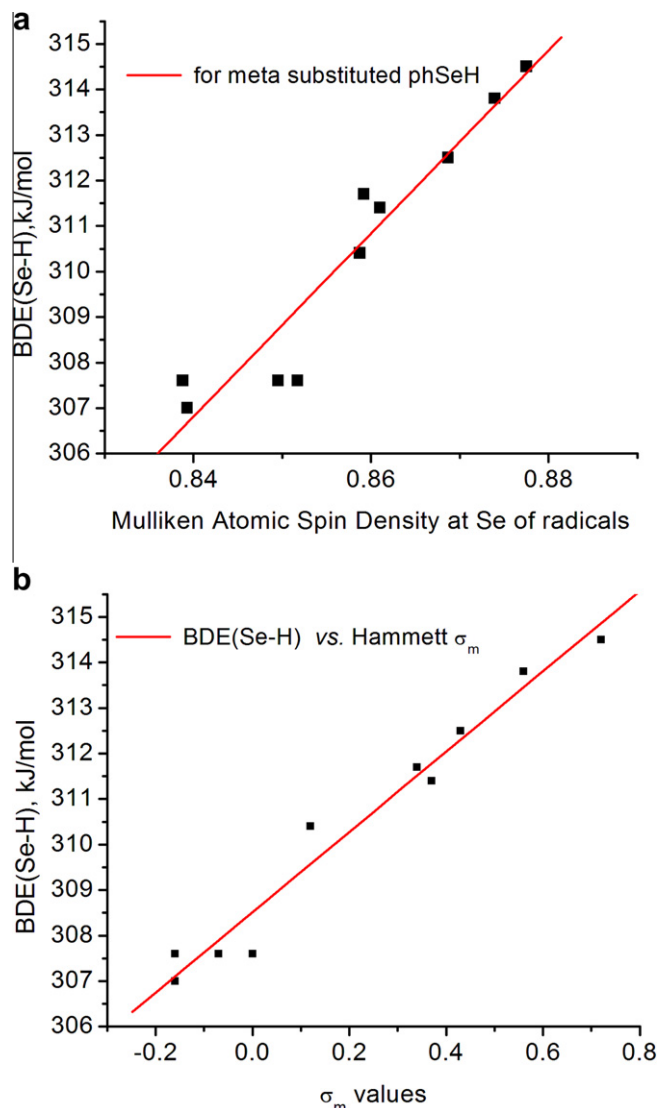 a
315
314
313
312
311
310
309
308
307
306
BDE(Se-H),kJ/mol
for meta substituted phSeH
0.84 0.86 0.88
Mulliken Atomic Spin Density at Se of radicals
b
315
314
313
312
311
310
309
308
307
306
BDE(Se-H), kJ/mol
BDE(Se-H) vs. Hammett σm
-0.2 0.0 0.2 0.4 0.6 0.8
σm values